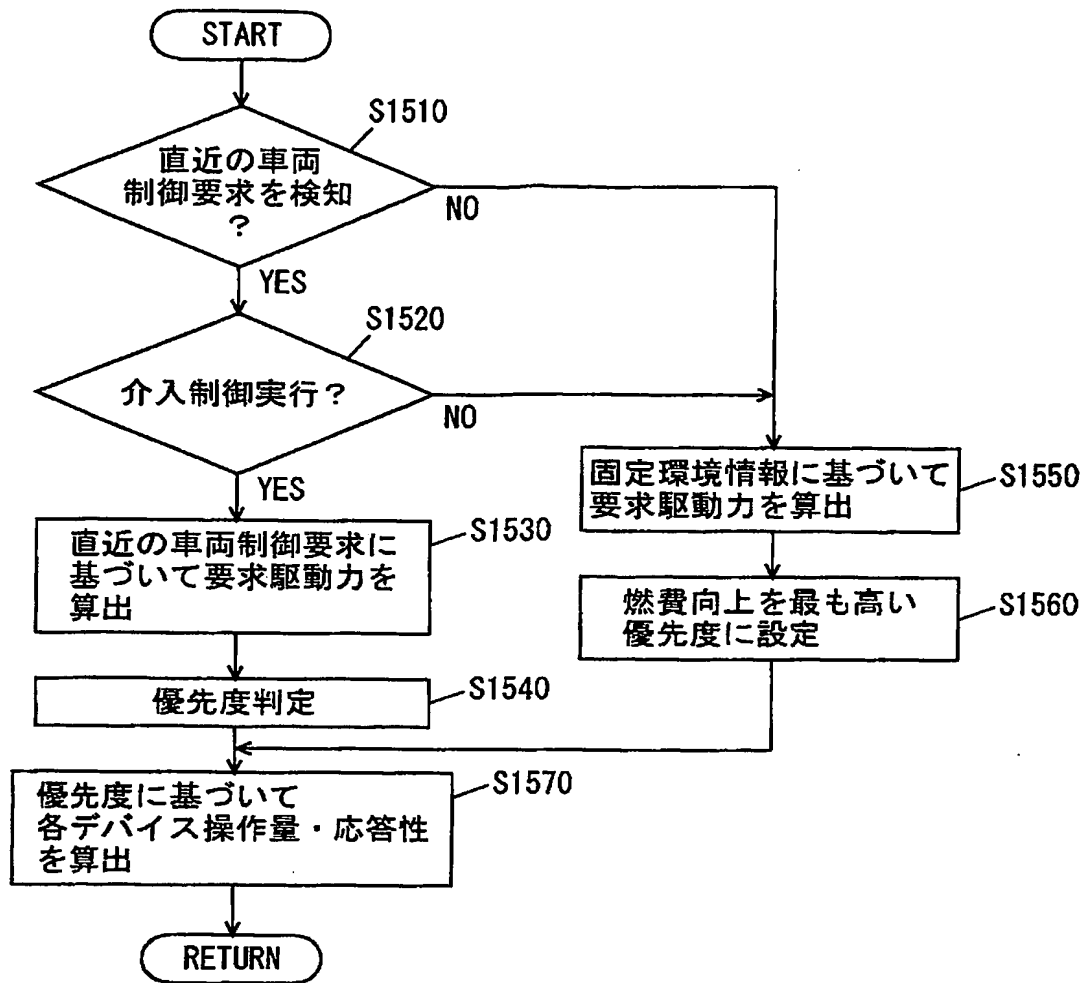 START
S1510
直近の車両
制御要求を検知
?
NO
YES
S1520
介入制御実行?
NO
YES
固定環境情報に基づいて
要求駆動力を算出
S1550
直近の車両制御要求に
基づいて要求駆動力を
算出
S1530
燃費向上を最も高い
優先度に設定
S1560
優先度判定
S1540
優先度に基づいて
各デバイス操作量・応答性
を算出
S1570
RETURN